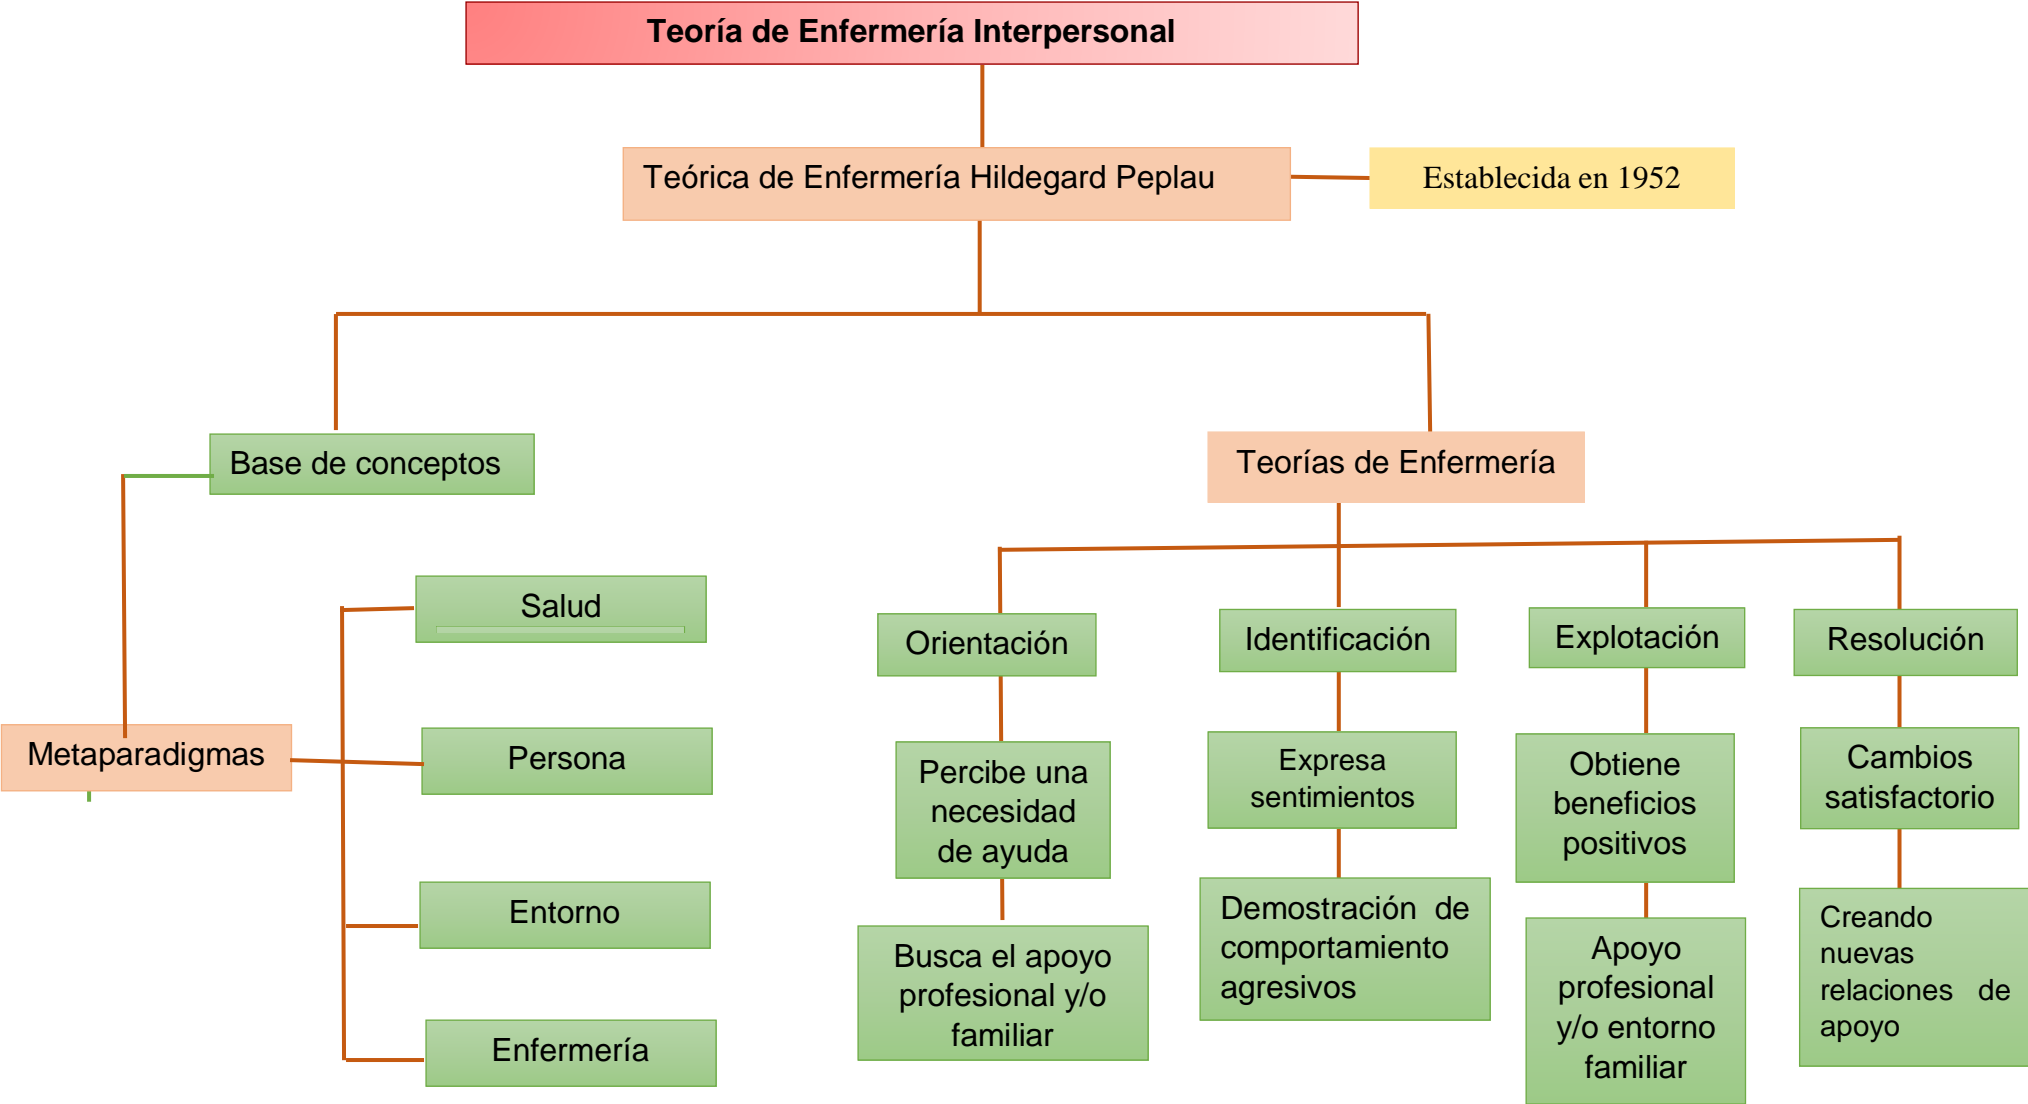 Teoría de Enfermería Interpersonal
Teórica de Enfermería Hildegard Peplau
Establecida en 1952
Base de conceptos
Teorías de Enfermería
Metaparadigmas
Salud
Persona
Entorno
Enfermería
Orientación
Percibe una
necesidad
de ayuda
Busca el apoyo
profesional y/o
familiar
Identificación
Expresa
sentimientos
Demostración de
comportamiento
agresivos
Explotación
Obtiene
beneficios
positivos
Apoyo
profesional
y/o entorno
familiar
Resolución
Cambios
satisfactorio
Creando
nuevas
relaciones de
apoyo